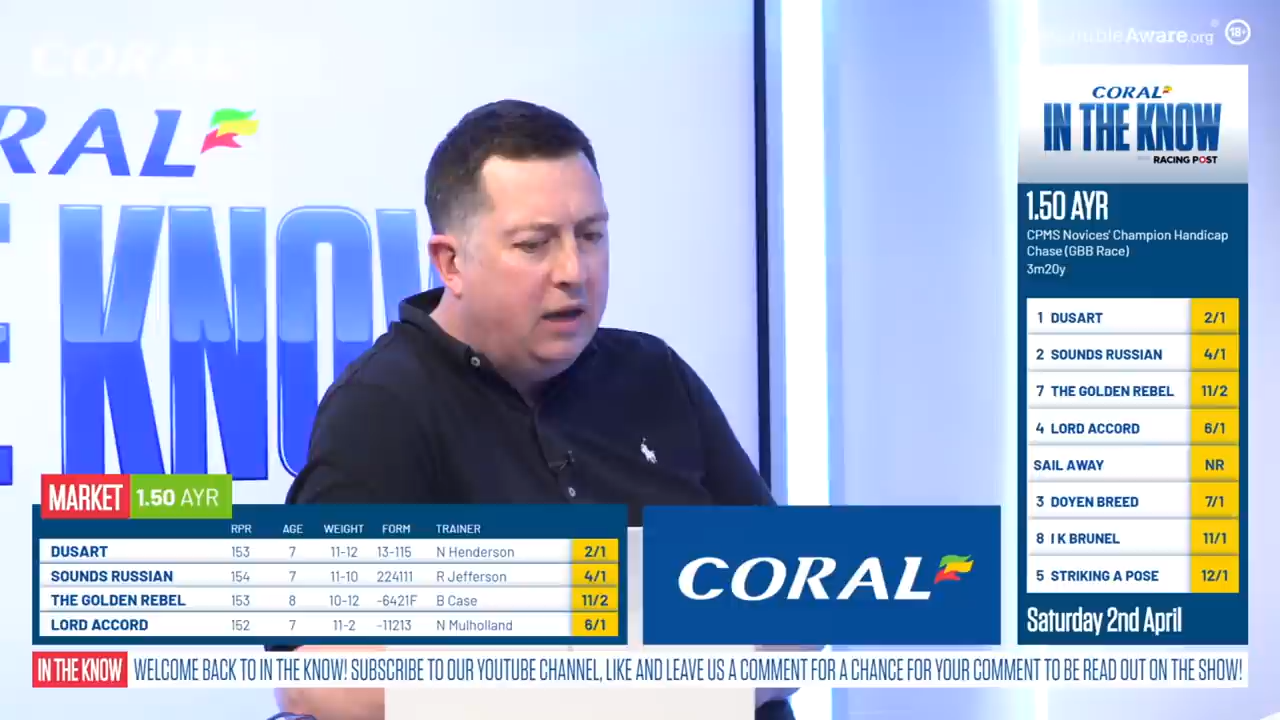 CORAL
Aware.org
18+
RAL
KNOW
CORAL
IN THE KNOW
RACING POST
1.50 AYR
CPMS Novices' Champion Handicap
Chase (GBB Race)
3m20y
1 DUSART 2/1
2 SOUNDS RUSSIAN 4/1
7 THE GOLDEN REBEL 11/2
4 LORD ACCORD 6/1
SAIL AWAY NR
3 DOYEN BREED 7/1
8 I K BRUNEL 11/1
5 STRIKING A POSE 12/1
Saturday 2nd April
MARKET 1.50 AYR
RPR AGE WEIGHT FORM TRAINER
DUSART 153 7 11-12 13-115 N Henderson 2/1
SOUNDS RUSSIAN 154 7 11-10 224111 R Jefferson 4/1
THE GOLDEN REBEL 153 8 10-12 -6421F B Case 11/2
LORD ACCORD 152 7 11-2 -11213 N Mulholland 6/1
CORAL
IN THE KNOW WELCOME BACK TO IN THE KNOW! SUBSCRIBE TO OUR YOUTUBE CHANNEL, LIKE AND LEAVE US A COMMENT FOR A CHANCE FOR YOUR COMMENT TO BE READ OUT ON THE SHOW!